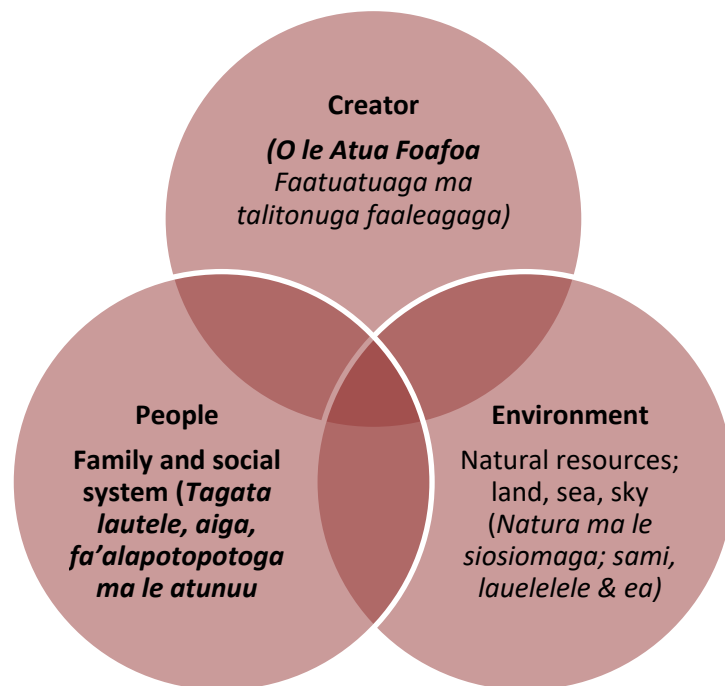 Creator
(O le Atua Foafoa
Faatuatuaga ma
talitonuga faaleagaga)
People
Family and social
system (Tagata
lautele, aiga,
fa’alapotopotoga
ma le atunuu
Environment
Natural resources;
land, sea, sky
(Natura ma le
siosiomaga; sami,
lauelelele & ea)